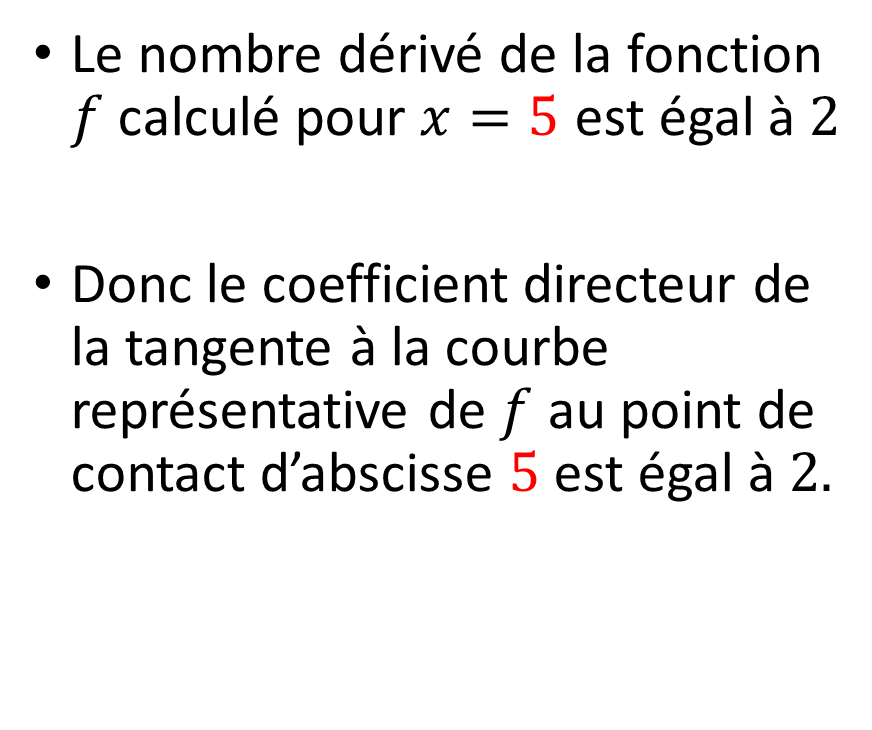 • Le nombre dérivé de la fonction
𝑓 calculé pour 𝑥 = 5 est égal à 2
• Donc le coefficient directeur de
la tangente à la courbe
représentative de 𝑓 au point de
contact d’abscisse 5 est égal à 2.